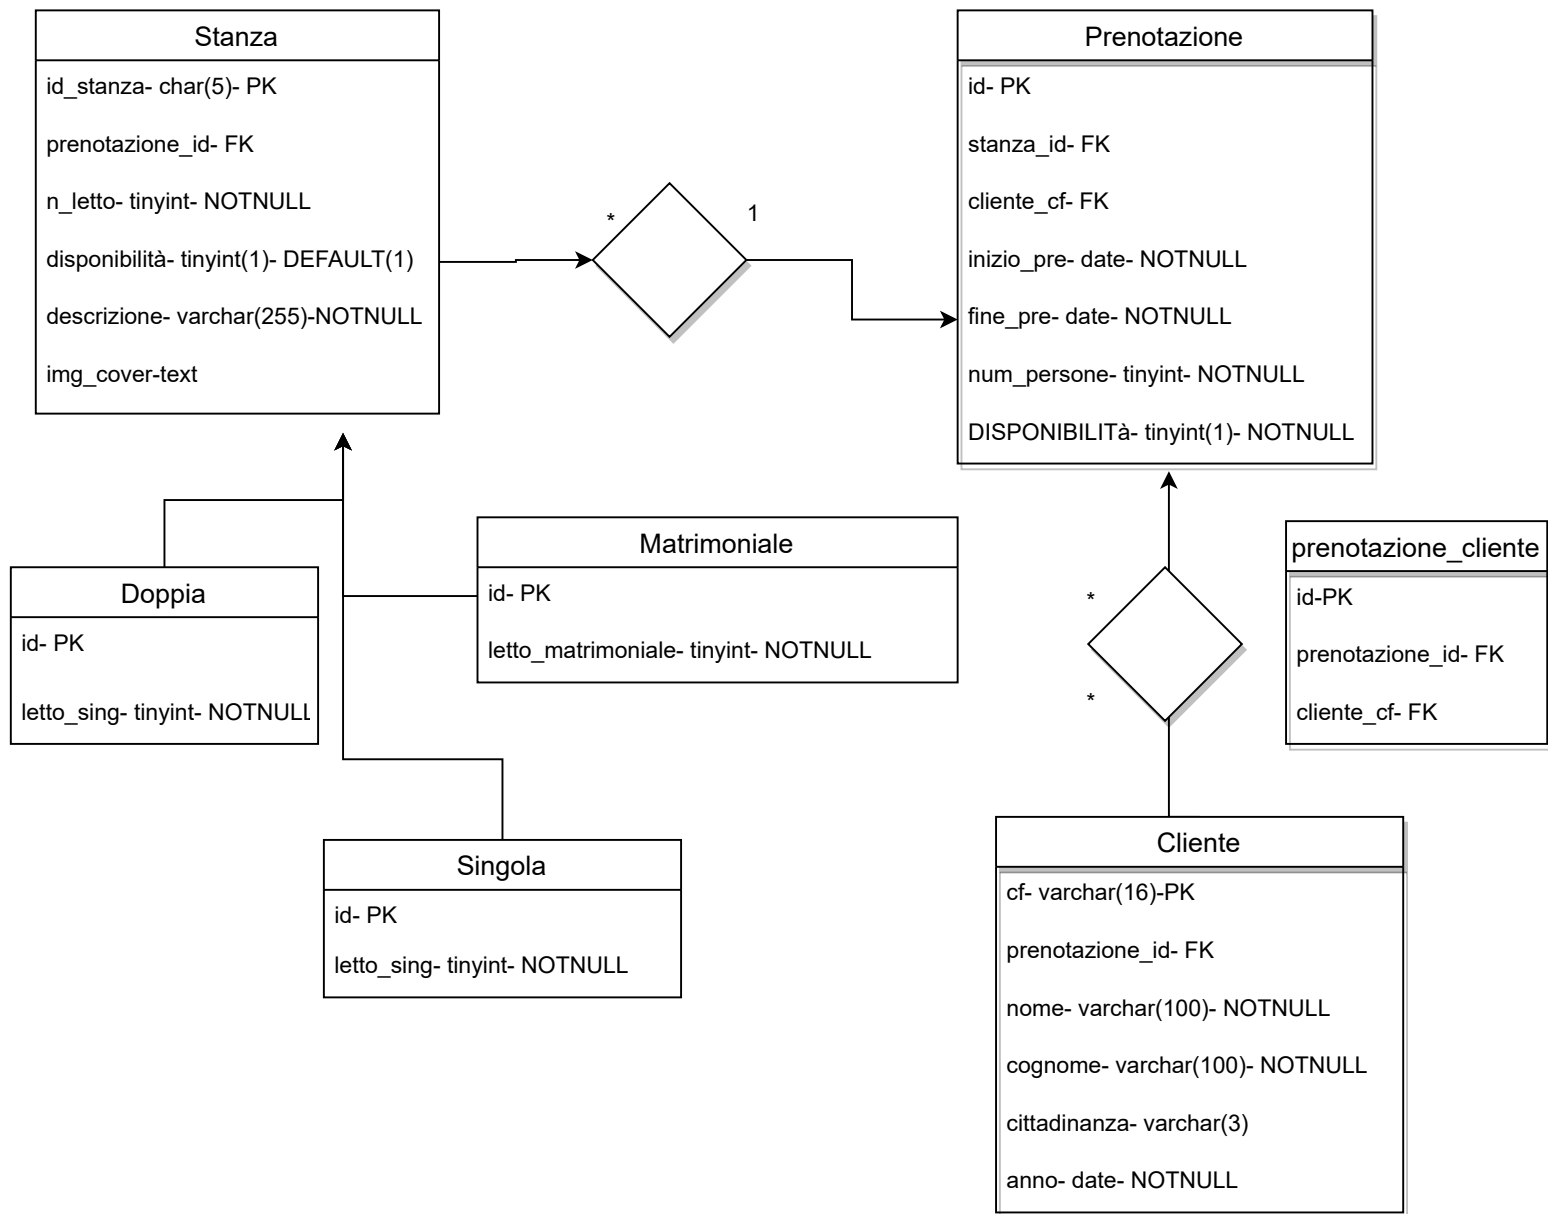 Stanza
id_stanza- char(5)- PK
prenotazione_id- FK
n_letto- tinyint- NOTNULL
disponibilità- tinyint(1)- DEFAULT(1)
descrizione- varchar(255)-NOTNULL
img_cover-text
*
1
Prenotazione
id- PK
stanza_id- FK
cliente_cf- FK
inizio_pre- date- NOTNULL
fine_pre- date- NOTNULL
num_persone- tinyint- NOTNULL
DISPONIBILITà- tinyint(1)- NOTNULL
Doppia
id- PK
letto_sing- tinyint- NOTNULL
Matrimoniale
id- PK
letto_matrimoniale- tinyint- NOTNULL
Singola
id- PK
letto_sing- tinyint- NOTNULL
*
*
prenotazione_cliente
id-PK
prenotazione_id- FK
cliente_cf- FK
Cliente
cf- varchar(16)-PK
prenotazione_id- FK
nome- varchar(100)- NOTNULL
cognome- varchar(100)- NOTNULL
cittadinanza- varchar(3)
anno- date- NOTNULL